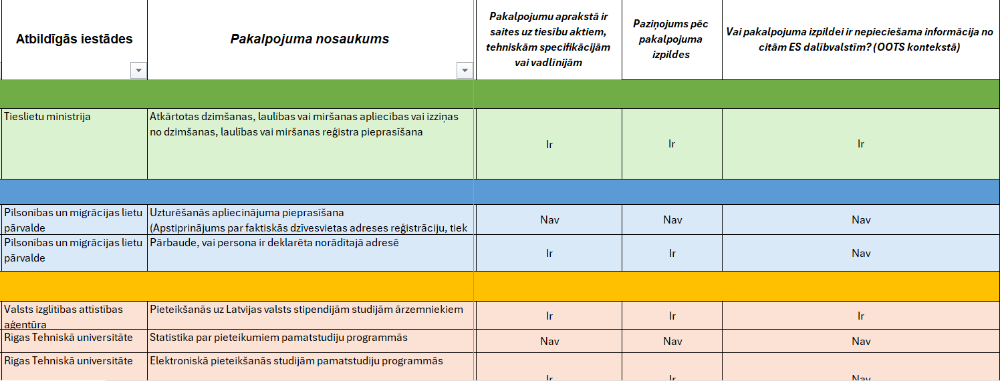 Atbildīgās iestādes
Pakalpojuma nosaukums
Pakalpojumu aprakstā ir
saites uz tiesību aktiem,
tehniskām specifikācijām
vai vadlīnijām
Paziņojums pēc
pakalpojuma
izpildes
Vai pakalpojuma izpildei ir nepieciešama informācija no
citām ES dalībvalstīm? (OOTS kontekstā)
Tieslietu ministrija
Atkārtotas dzimšanas, laulības vai miršanas apliecības vai izziņas
no dzimšanas, laulības vai miršanas reģistra pieprasīšana
Ir
Ir
Ir
Pilsonības un migrācijas lietu
pārvalde
Uzturēšanās apliecinājuma pieprasīšana
(Apstiprinājums par faktiskās dzīvesvietas adreses reģistrāciju, tiek
Nav
Nav
Nav
Pilsonības un migrācijas lietu
pārvalde
Pārbaude, vai persona ir deklarēta norādītajā adresē
Ir
Ir
Nav
Valsts izglītības attīstības
aģentūra
Pieteikšanās uz Latvijas valsts stipendijām studijām ārzemniekiem
Ir
Ir
Ir
Rīgas Tehniskā universitāte
Statistika par pieteikumiem pamatstudiju programmās
Nav
Nav
Nav
Rīgas Tehniskā universitāte
Elektroniskā pieteikšanās studijām pamatstudiju programmās
Ir
Ir
Nav